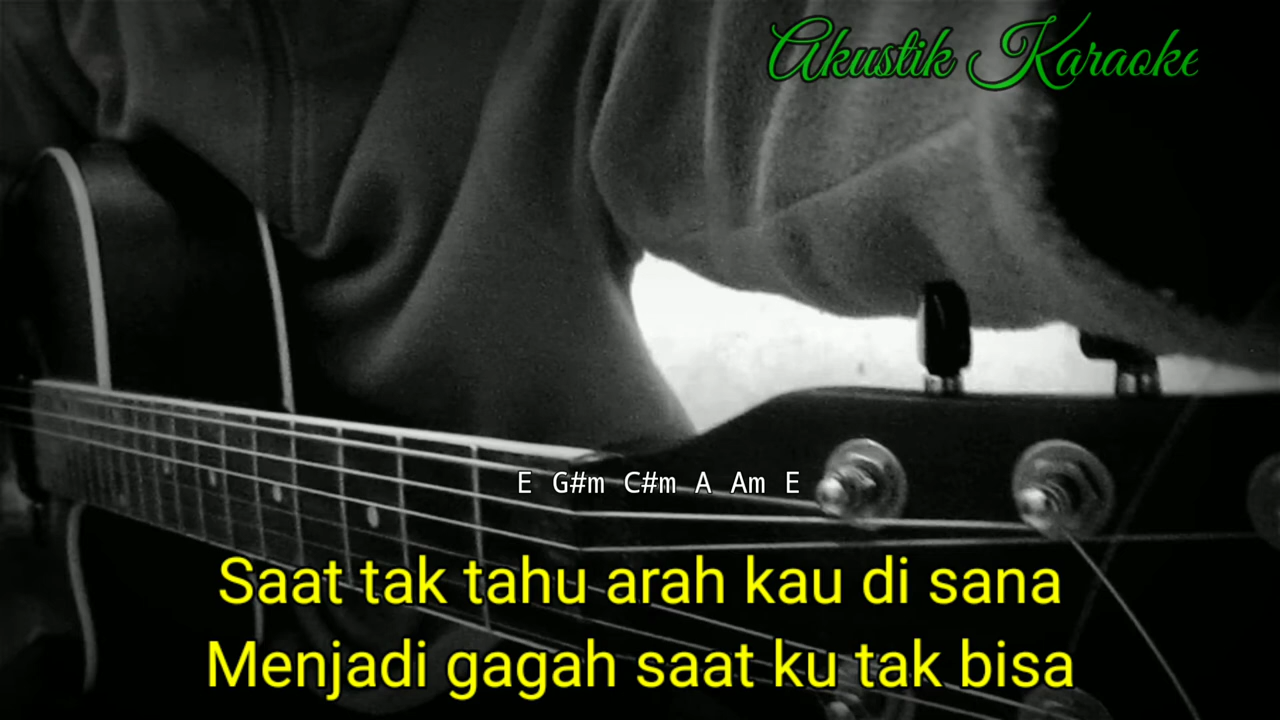 Akustik Karaoke
E G#m C#m A Am E
Saat tak tahu arah kau di sana
Menjadi gagah saat ku tak bisa